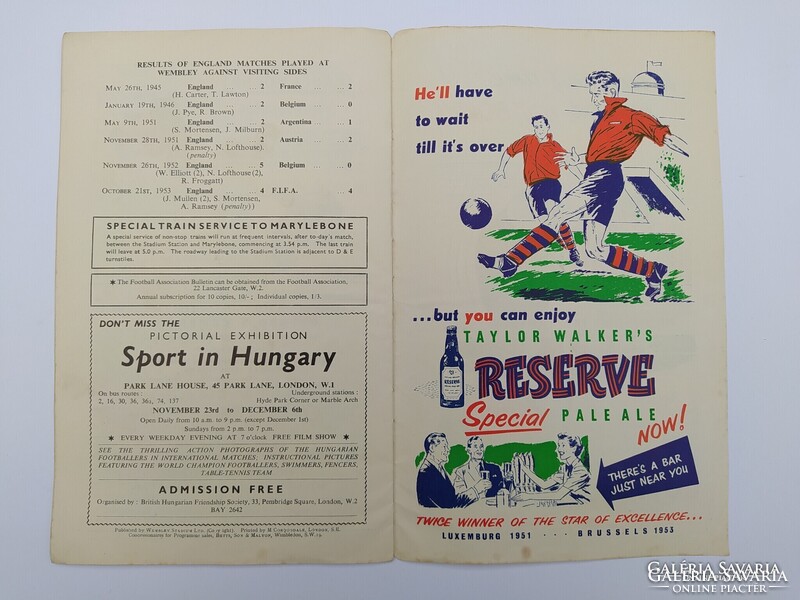 RESULTS OF ENGLAND MATCHES PLAYED AT
WEMBLEY AGAINST VISITING SIDES
MAY 26TH, 1945 England ... ... 2 France ... ... 2
(H. Carter, T. Lawton)
JANUARY 19TH, 1946 England ... ... 2 Belgium ... ... 0
(J. Pye, R. Brown)
MAY 9TH, 1951 England ... ... 2 Argentina ... ... 1
(S. Mortensen, J. Milburn)
NOVEMBER 28TH, 1951 England ... ... 2 Austria ... ... 2
(A. Ramsey, N. Lofthouse).
(penalty)
NOVEMBER 26TH, 1952 England ... ... 5 Belgium ... ... 0
(W. Elliott (2), N. Lofthouse (2),
R. Froggatt)
OCTOBER 21ST, 1953 England ... ... 4 F.I.F.A. ... ... 4
(J. Mullen (2), S. Mortensen,
A. Ramsey (penalty))
SPECIAL TRAIN SERVICE TO MARYLEBONE
A special service of non-stop trains will run at frequent intervals, after to-day's match,
between the Stadium Station and Marylebone, commencing at 3.54 p.m. The last train
will leave at 5.0 p.m. The roadway leading to the Stadium Station is adjacent to D & E
turnstiles.
* The Football Association Bulletin can be obtained from the Football Association,
22 Lancaster Gate, W.2.
Annual subscription for 10 copies, 10/- ; Individual copies, 1/3.
DON'T MISS THE
PICTORIAL EXHIBITION
Sport in Hungary
AT
PARK LANE HOUSE, 45 PARK LANE, LONDON, W.1
On bus routes : Underground stations :
2, 16, 30, 36, 36s, 74, 137 Hyde Park Corner or Marble Arch
NOVEMBER 23rd to DECEMBER 6th
Open Daily from 10 a.m. to 9 p.m. (except December 1st)
Sundays from 2 p.m. to 7 p.m.
* EVERY WEEKDAY EVENING AT 7 o'clock FREE FILM SHOW *
SEE THE THRILLING ACTION PHOTOGRAPHS OF THE HUNGARIAN
FOOTBALLERS IN INTERNATIONAL MATCHES. INSTRUCTIONAL PICTURES
FEATURING THE WORLD CHAMPION FOOTBALLERS, SWIMMERS, FENCERS,
TABLE-TENNIS TEAM
ADMISSION FREE
Organised by : British Hungarian Friendship Society, 33, Pembridge Square, London, W.2
BAY 2642
Published by WEMBLEY STADIUM LTD. Printed by
Wembley, S.W.19.
He'll have
to wait
till it's over
...but you can enjoy
TAYLOR WALKER'S
RESERVE
RESERVE
Special PALE ALE
NOW!
THERE'S A BAR
JUST NEAR YOU
TWICE WINNER OF THE STAR OF EXCELLENCE...
LUXEMBURG 1951 ..... BRUSSELS 1953
GALÉRIA SAVARIA
ONLINE PIACTÉR